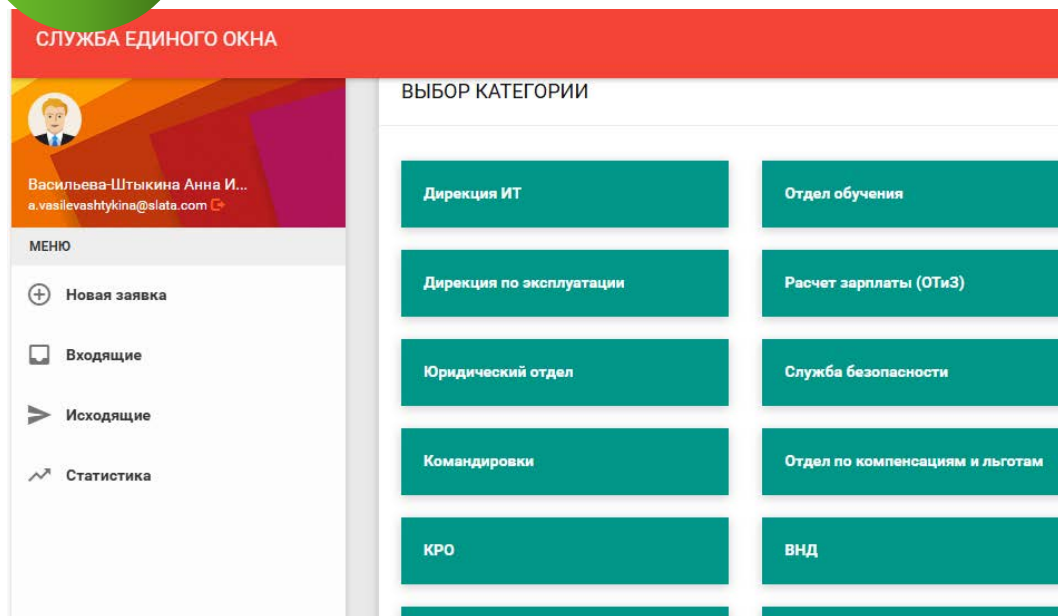 СЛУЖБА ЕДИНОГО ОКНА
Васильева-Штыкина Анна И...
a.vasilevashtykina@slata.com
МЕНЮ
Новая заявка
Входящие
Исходящие
Статистика
ВЫБОР КАТЕГОРИИ
Дирекция ИТ
Отдел обучения
Дирекция по эксплуатации
Расчет зарплаты (ОТиЗ)
Юридический отдел
Служба безопасности
Командировки
Отдел по компенсациям и льготам
КРО
ВНД